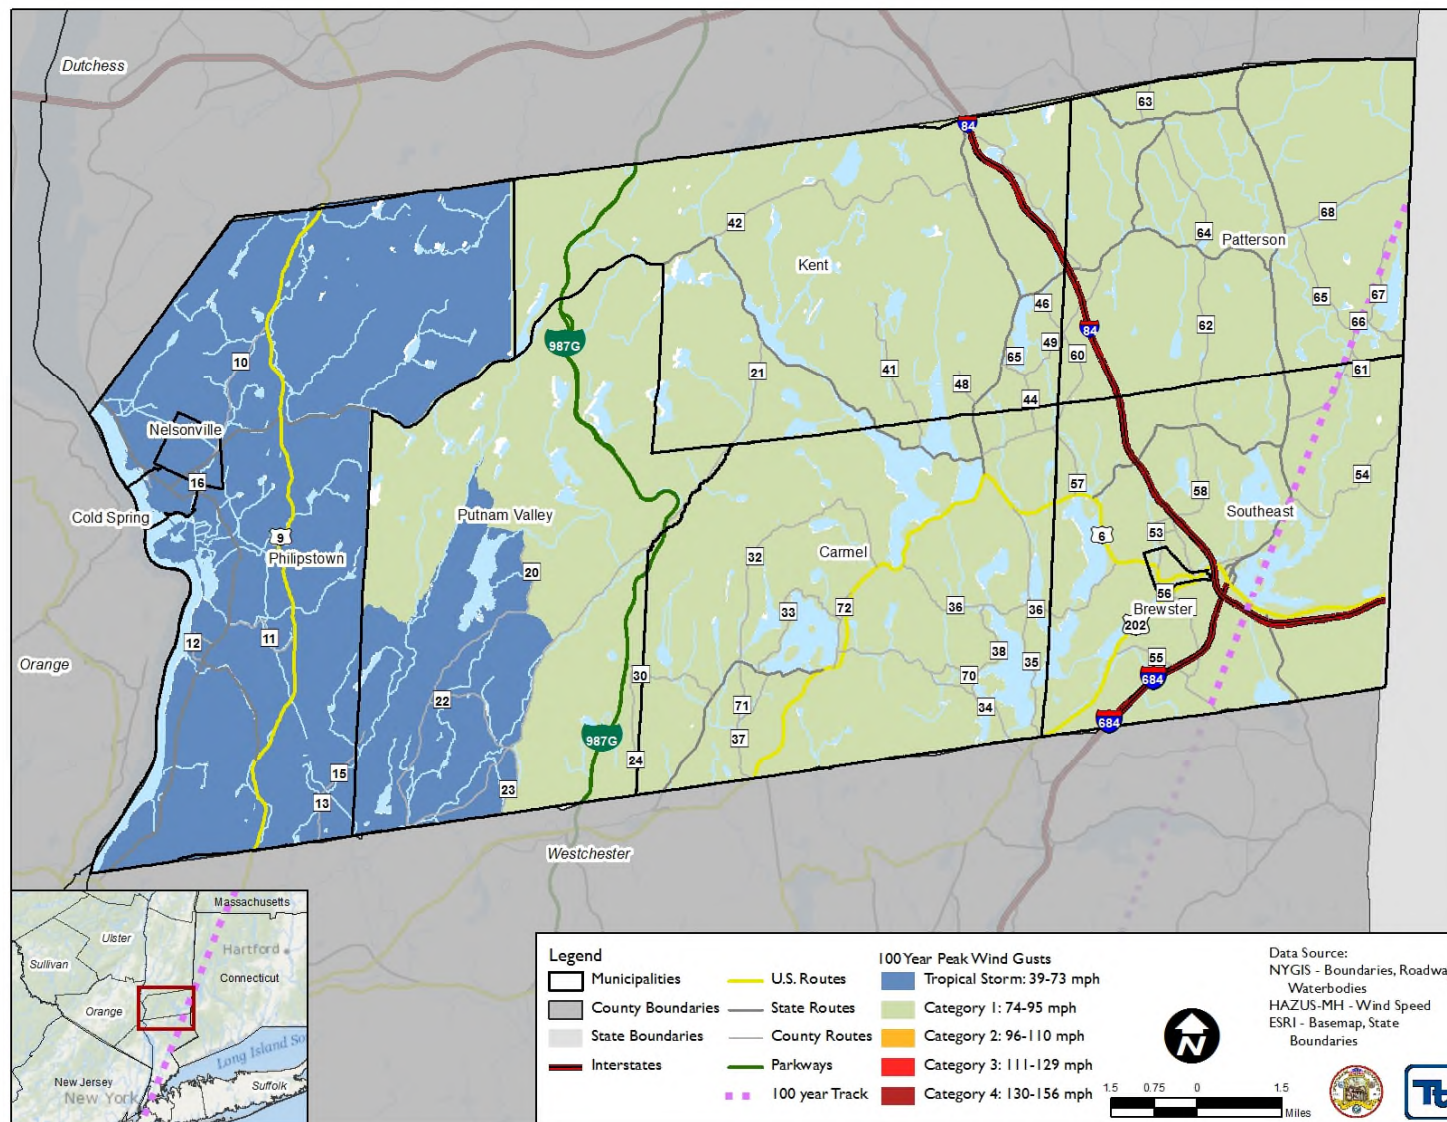 Dutchess
63
84
68
42
64
Patterson
Kent
65
67
46
66
84
62
987G
49
10
60
65
61
21
41
48
44
Nelsonville
54
16
57
58
Cold Spring
Putnam Valley
Southeast
9
6
53
Philipstown
32
Carmel
20
56
33
72
36
36
Brewster
202
12
11
38
55
Orange
35
30
70
684
22
71
34
684
37
987G
24
15
23
13
Westchester
Massachusetts
Ulster
Hartford
Sullivan
Connecticut
Orange
Long Island So
New Jersey
New York
Suffolk
Legend
Municipalities
County Boundaries
State Boundaries
Interstates
U.S. Routes
State Routes
County Routes
Parkways
100 year Track
100 Year Peak Wind Gusts
Tropical Storm: 39-73 mph
Category 1: 74-95 mph
Category 2: 96-110 mph
Category 3: 111-129 mph
Category 4: 130-156 mph
N
1.5 0.75 0 1.5
Miles
Data Source:
NYGIS - Boundaries, Roadwa
Waterbodies
HAZUS-MH - Wind Speed
ESRI - Basemap, State
Boundaries